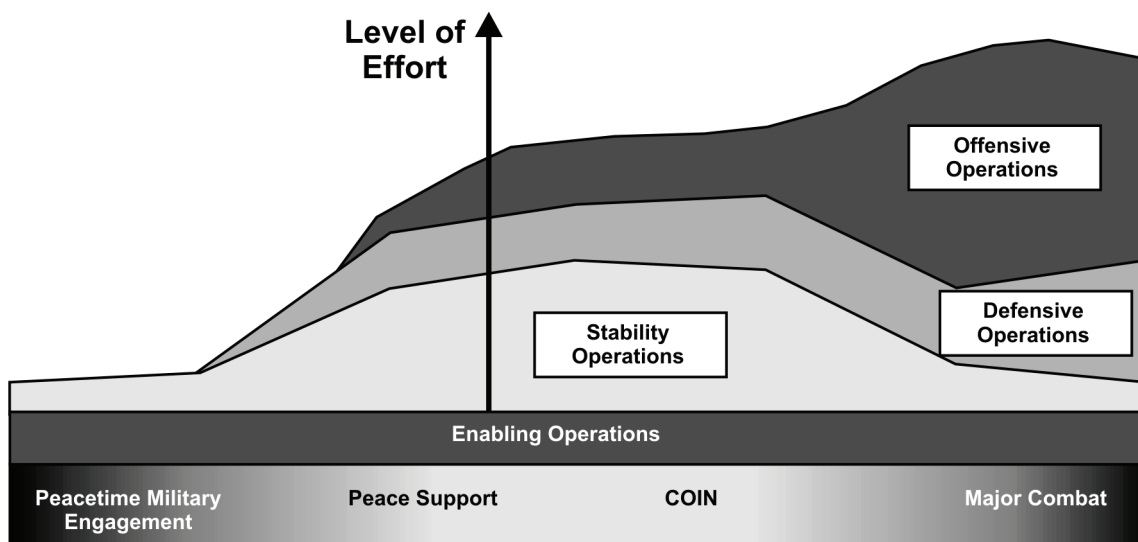 Level of
Effort
Offensive
Operations
Defensive
Operations
Stability
Operations
Enabling Operations
Peacetime Military
Engagement
Peace Support
COIN
Major Combat